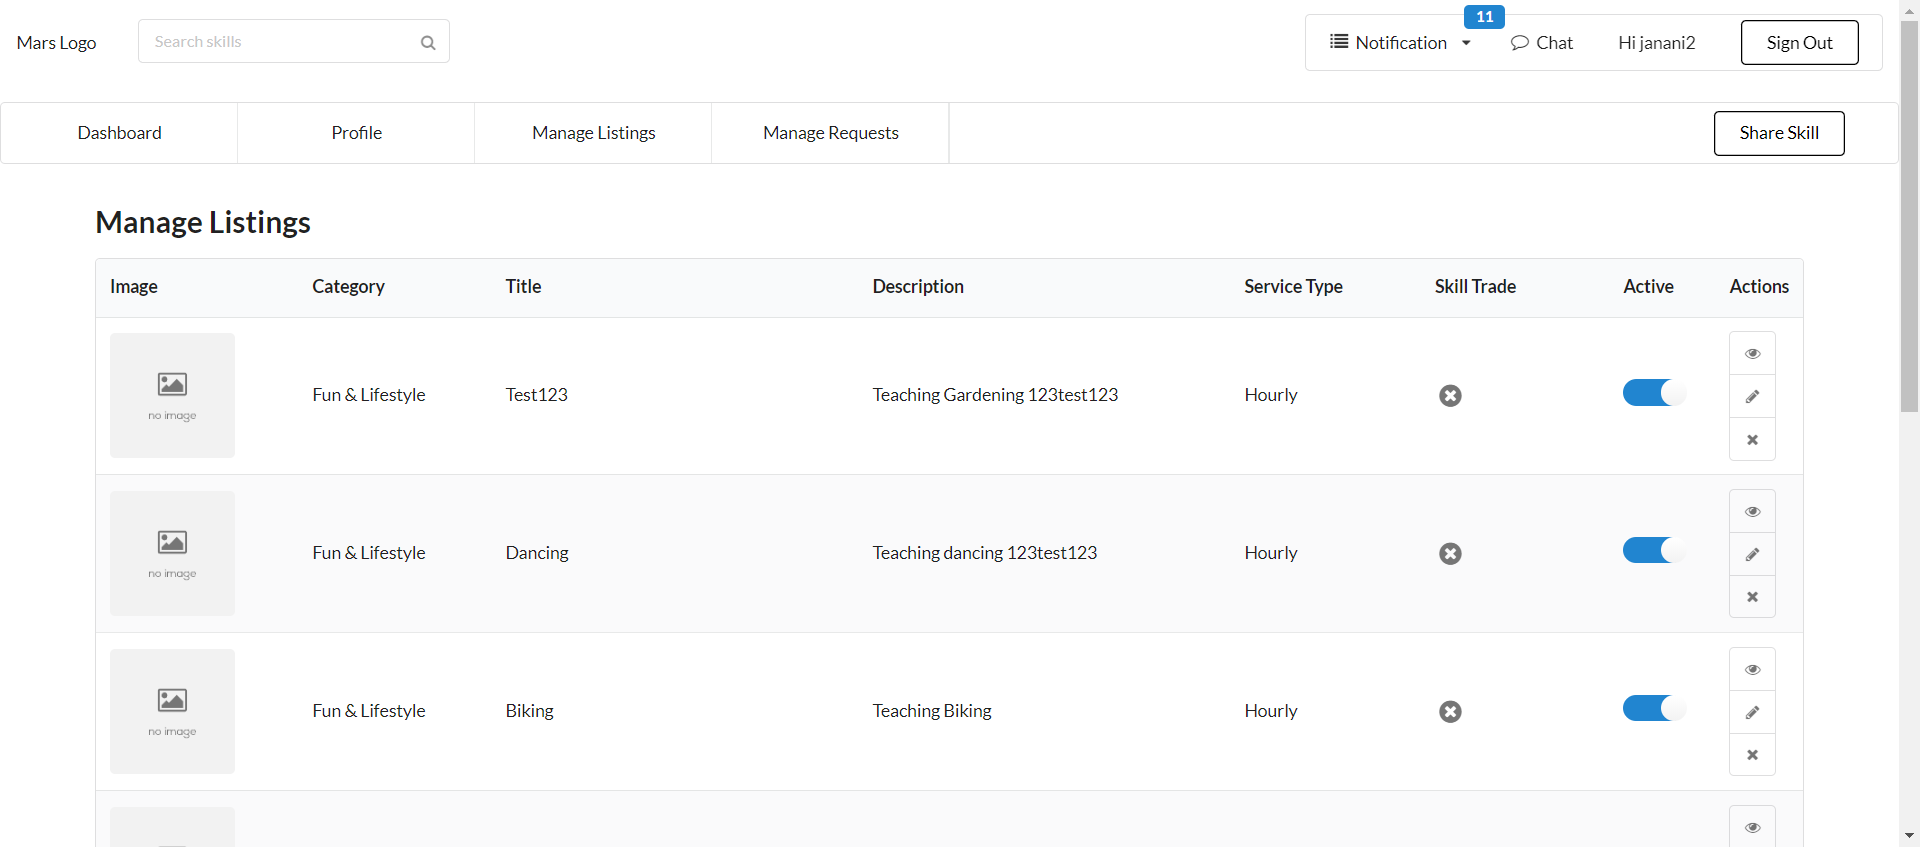 11
Mars Logo Search skills Notification Chat Hi janani2 Sign Out
Dashboard Profile Manage Listings Manage Requests Share Skill
Manage Listings
Image Category Title Description Service Type Skill Trade Active Actions
Fun & Lifestyle Test123 Teaching Gardening 123test123 Hourly
no image
Fun & Lifestyle Dancing Teaching dancing 123test123 Hourly
no image
Fun & Lifestyle Biking Teaching Biking Hourly
no image